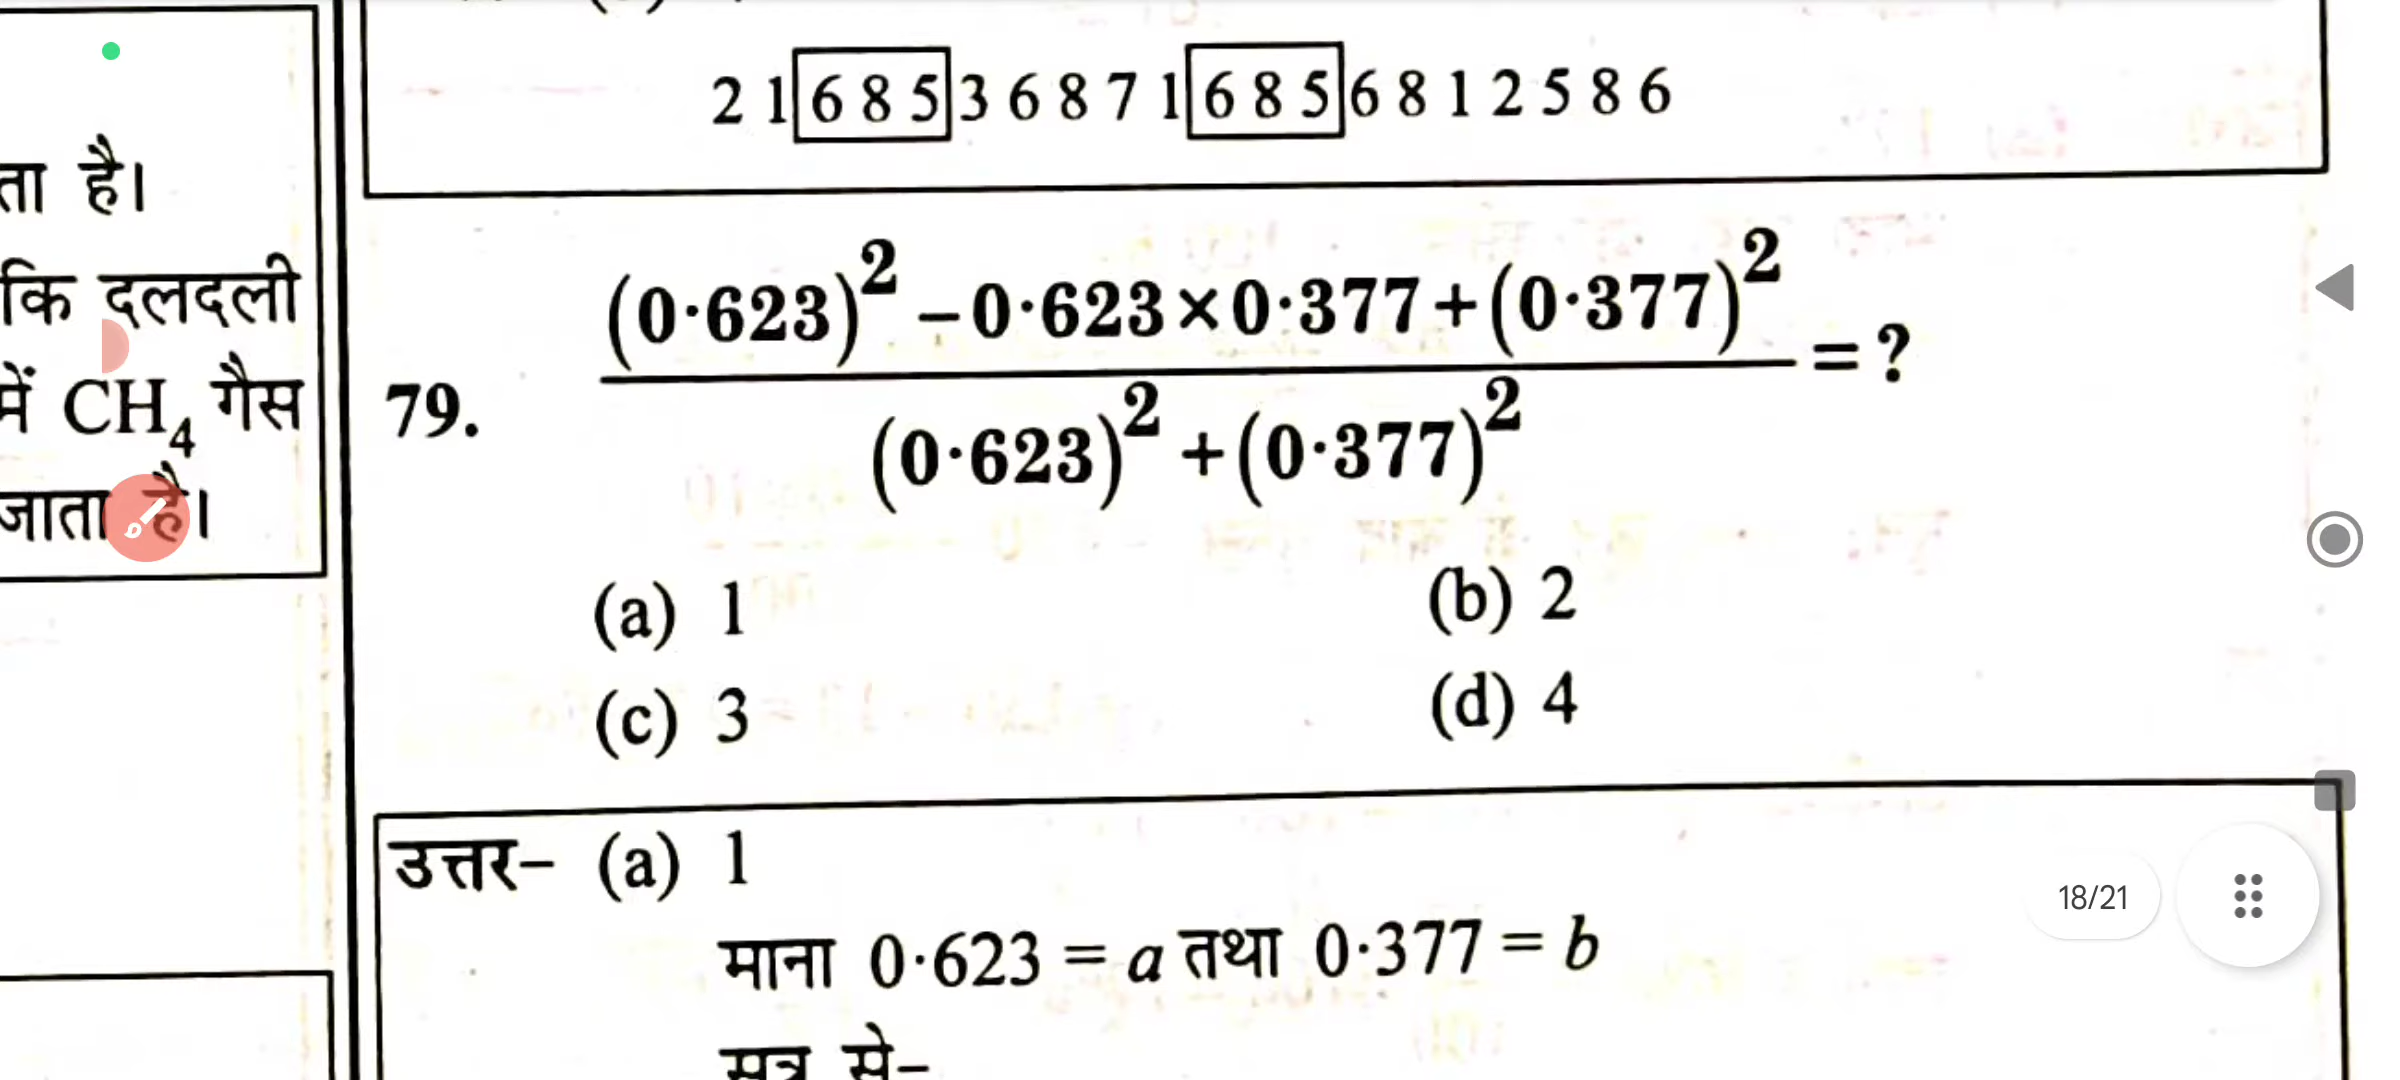 2 1 6 8 5 3 6 8 7 1 6 8 5 6 8 1 2 5 8 6
ता है।
कि दलदली
में CH₄ गैस
जाता है।
79. (0·623)² – 0·623 × 0·377 + (0·377)² / (0·623)² + (0·377)² = ?
(a) 1 (b) 2
(c) 3 (d) 4
उत्तर– (a) 1
माना 0·623 = a तथा 0·377 = b
सूत्र से–
18/21